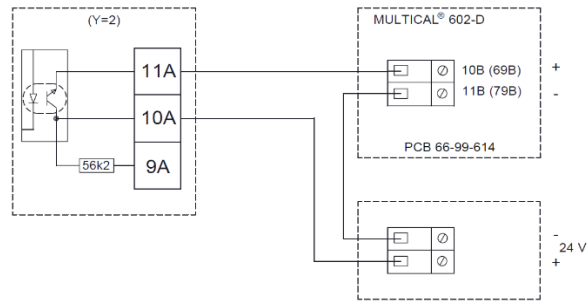 (Y=2)
11A
10A
9A
56k2
MULTICAL® 602-D
10B (69B) +
11B (79B) -
PCB 66-99-614
-
24 V
+